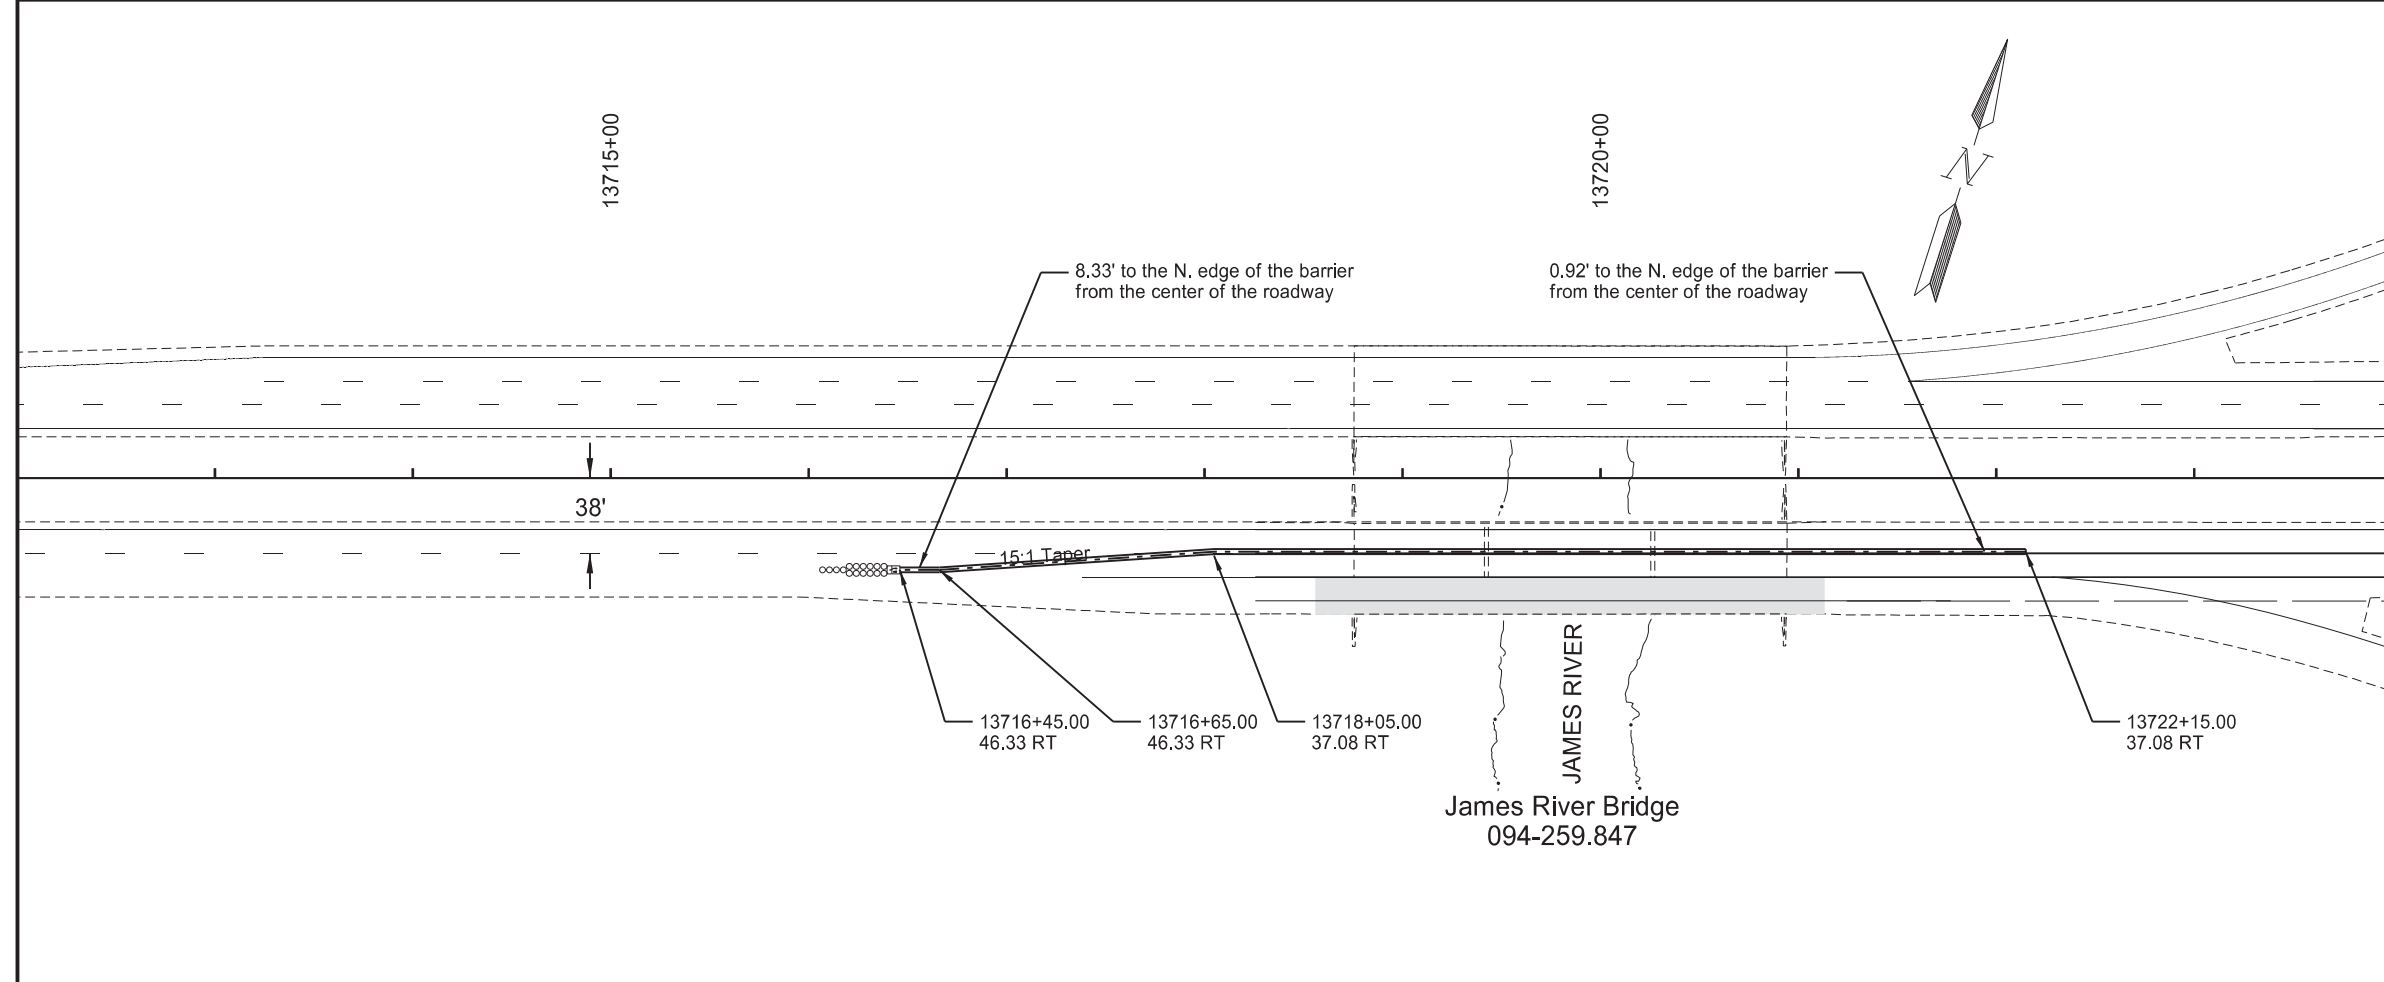 13715+00
13720+00
N
8.33' to the N. edge of the barrier
from the center of the roadway
0.92' to the N. edge of the barrier
from the center of the roadway
38'
15:1 Taper
13716+45.00
46.33 RT
13716+65.00
46.33 RT
13718+05.00
37.08 RT
JAMES RIVER
13722+15.00
37.08 RT
James River Bridge
094-259.847